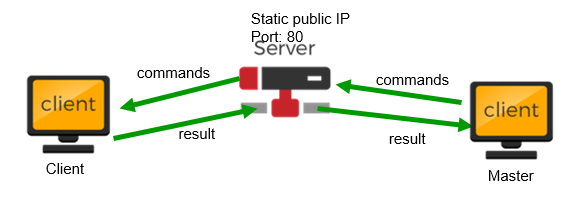 Static public IP
Port: 80
Server
commands
commands
client
client
result
result
Client
Master